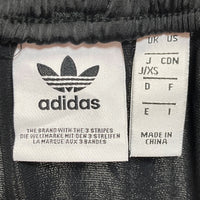 adidas
THE BRAND WITH THE 3 STRIPES
DIE WELTMARKE MIT DEN 3 STREIFEN
LA MARQUE AUX 3 BANDES
UK US
J CDN
J/XS
D F
E I
MADE IN
CHINA